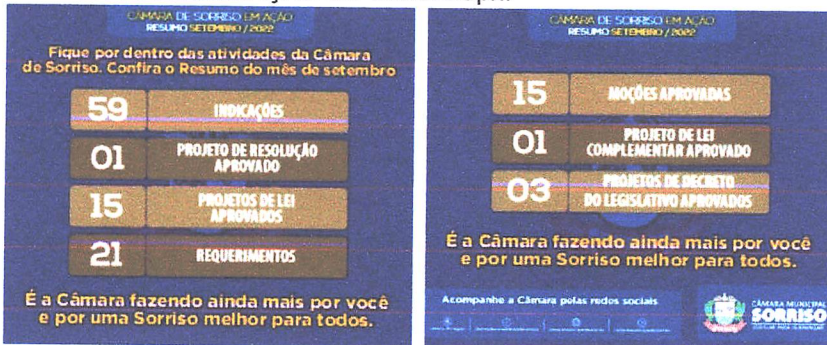 CÂMARA DE SORRISO EM AÇÃO
RESUMO SETEMBRO / 2022
Fique por dentro das atividades da Câmara
de Sorriso. Confira o Resumo do mês de setembro
59 INDICAÇÕES
01 PROJETO DE RESOLUÇÃO
APROVADO
15 PROJETOS DE LEI
APROVADOS
21 REQUERIMENTOS
É a Câmara fazendo ainda mais por você
e por uma Sorriso melhor para todos.
CÂMARA DE SORRISO EM AÇÃO
RESUMO SETEMBRO / 2022
15 MOÇÕES APROVADAS
01 PROJETO DE LEI
COMPLEMENTAR APROVADO
03 PROJETOS DE DECRETO
DO LEGISLATIVO APROVADOS
É a Câmara fazendo ainda mais por você
e por uma Sorriso melhor para todos.
Acompanhe a Câmara pelas redes sociais
CÂMARA MUNICIPAL
SORRISO